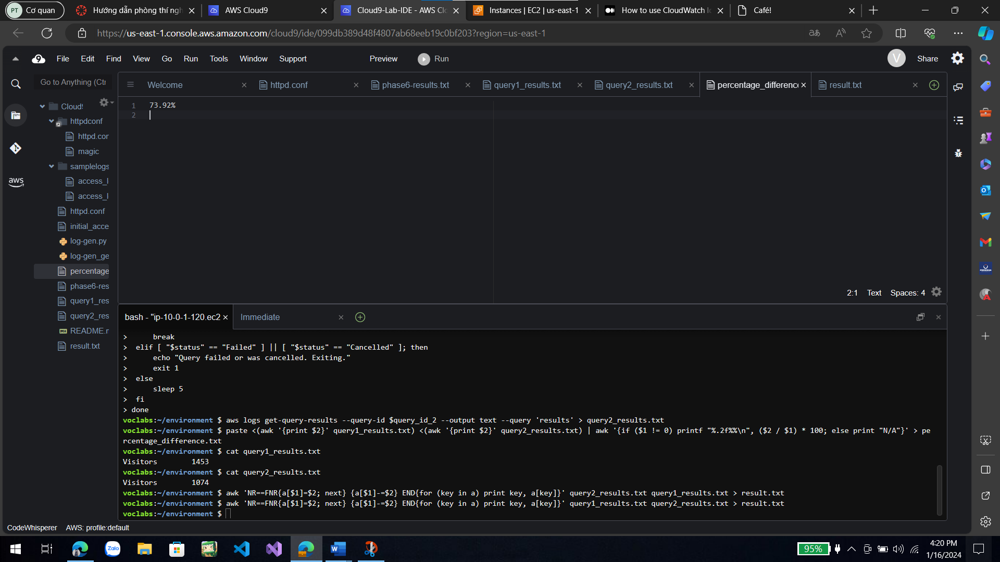 PT Cơ quan
Hướng dẫn phòng thí ngh
AWS Cloud9
Cloud9-Lab-IDE - AWS Clo
Instances | EC2 | us-east-1
How to use CloudWatch lo
Café!
https://us-east-1.console.aws.amazon.com/cloud9/ide/099db389d48f4807ab68eeb19c0bf203?region=us-east-1
File Edit Find View Go Run Tools Window Support Preview Run V Share
Go to Anything (Ctr
Welcome
httpd.conf
phase6-results.txt
query1_results.txt
query2_results.txt
percentage_difference
result.txt
Cloud9
httpdconf
httpd.con
magic
samplelogs
access_l
access_l
httpd.conf
initial_acce
log-gen.py
log-gen_ge
percentage
phase6-res
query1_res
query2_res
README.m
result.txt
aws
1 73.92%
2
2:1 Text Spaces: 4
bash - "ip-10-0-1-120.ec2
Immediate
>      break
>  elif [ "$status" == "Failed" ] || [ "$status" == "Cancelled" ]; then
>      echo "Query failed or was cancelled. Exiting."
>      exit 1
>  else
>      sleep 5
>  fi
> done
voclabs:~/environment $ aws logs get-query-results --query-id $query_id_2 --output text --query 'results' > query2_results.txt
voclabs:~/environment $ paste <(awk '{print $2}' query1_results.txt) <(awk '{print $2}' query2_results.txt) | awk '{if ($1 != 0) printf "%.2f%%\n", ($2 / $1) * 100; else print "N/A"}' > pe
rcentage_difference.txt
voclabs:~/environment $ cat query1_results.txt
Visitors        1453
voclabs:~/environment $ cat query2_results.txt
Visitors        1074
voclabs:~/environment $ awk 'NR==FNR{a[$1]=$2; next} {a[$1]-=$2} END{for (key in a) print key, a[key]}' query2_results.txt query1_results.txt > result.txt
voclabs:~/environment $ awk 'NR==FNR{a[$1]=$2; next} {a[$1]-=$2} END{for (key in a) print key, a[key]}' query1_results.txt query2_results.txt > result.txt
voclabs:~/environment $
CodeWhisperer AWS: profile:default
Zalo
95%
4:20 PM
1/16/2024